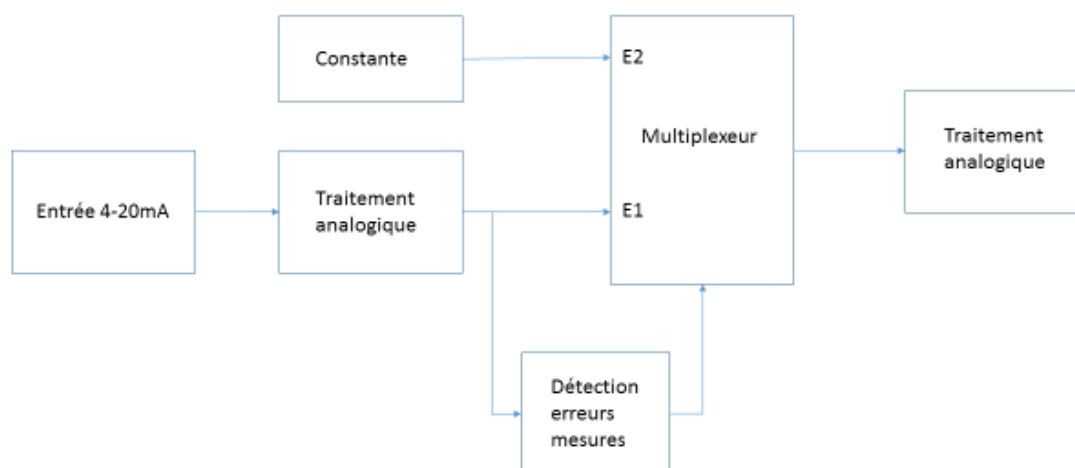 Constante
E2
Multiplexeur
Traitement
analogique
Entrée 4-20mA
Traitement
analogique
E1
Détection
erreurs
mesures